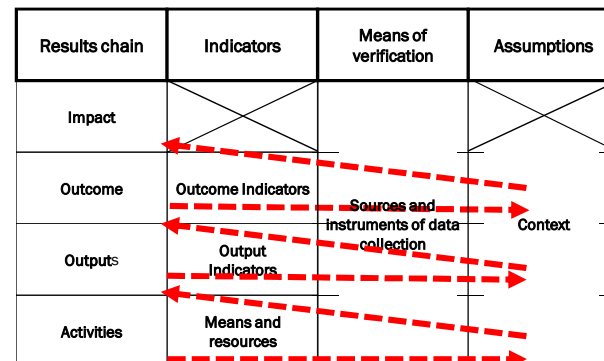 Results chain
Indicators
Means of
verification
Assumptions
Impact
Outcome
Outcome Indicators
Sources and
instruments of data
collection
Context
Outputs
Output
Indicators
Activities
Means and
resources